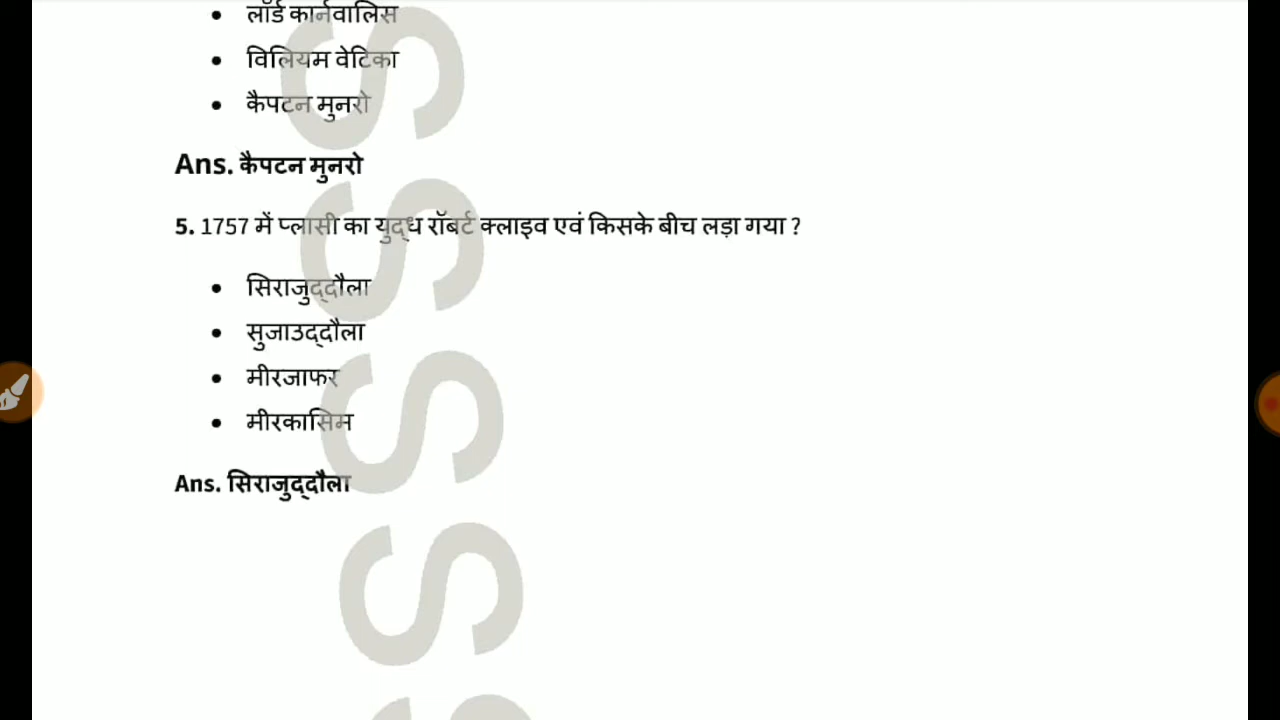 • लॉर्ड कार्नवालिस
• विलियम वेटिका
• कैपटन मुनरो
Ans. कैपटन मुनरो
5. 1757 में प्लासी का युद्ध रॉबर्ट क्लाइव एवं किसके बीच लड़ा गया ?
• सिराजुद्दौला
• सुजाउद्दौला
• मीरजाफर
• मीरकासिम
Ans. सिराजुद्दौला
SSSSS